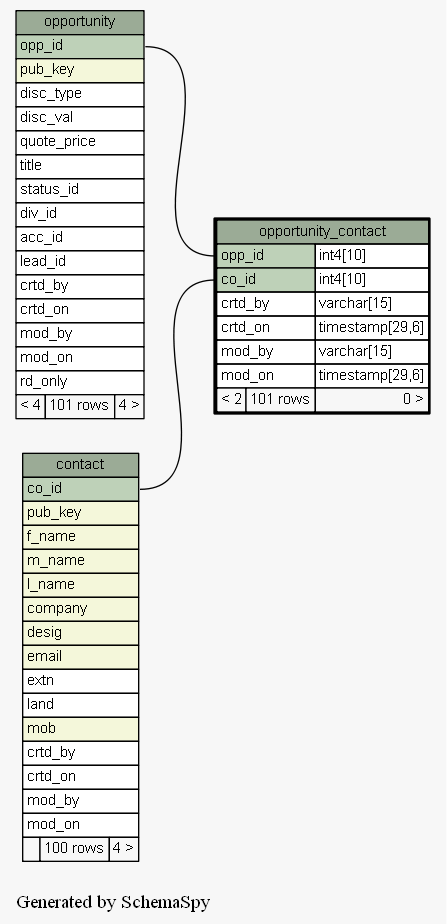 opportunity
opp_id
pub_key
disc_type
disc_val
quote_price
title
status_id
div_id
acc_id
lead_id
crtd_by
crtd_on
mod_by
mod_on
rd_only
< 4 101 rows 4 >
opportunity_contact
opp_id int4[10]
co_id int4[10]
crtd_by varchar[15]
crtd_on timestamp[29,6]
mod_by varchar[15]
mod_on timestamp[29,6]
< 2 101 rows 0 >
contact
co_id
pub_key
f_name
m_name
l_name
company
desig
email
extn
land
mob
crtd_by
crtd_on
mod_by
mod_on
100 rows 4 >
Generated by SchemaSpy